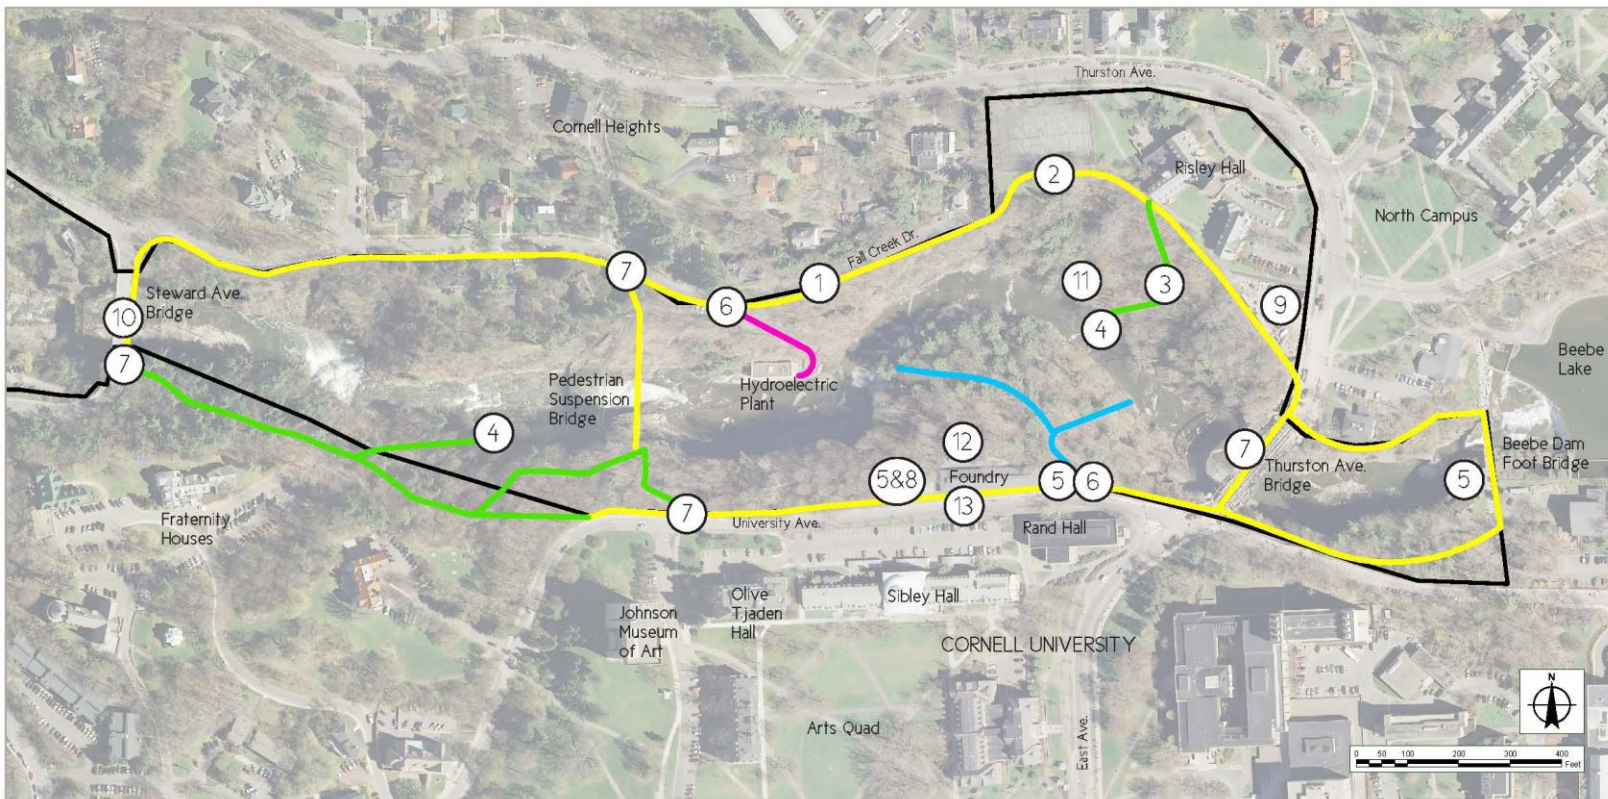 Thurston Ave.
Cornell Heights
2
Risley Hall
North Campus
Fall Creek Dr.
7
11
1
3
Steward Ave.
Bridge
6
9
10
4
7
Beebe
Lake
Pedestrian
Suspension
Bridge
Hydroelectric
Plant
4
12
7
Beebe Dam
Foot Bridge
Thurston Ave.
Bridge
5&8
Foundry
5
6
5
13
7
University Ave.
Fraternity
Houses
Rand Hall
Olive
Tjaden
Hall
Sibley Hall
Johnson
Museum
of Art
CORNELL UNIVERSITY
N
Arts Quad
East Ave.
0 50 100 200 300 400
Feet